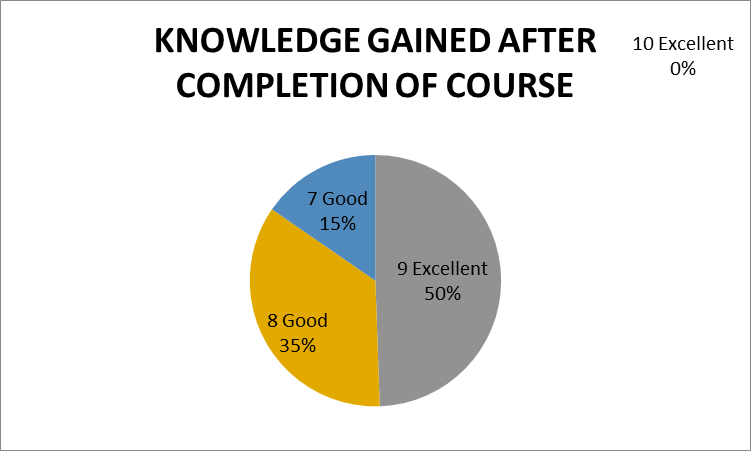 KNOWLEDGE GAINED AFTER
COMPLETION OF COURSE
10 Excellent
0%
7 Good
15%
9 Excellent
50%
8 Good
35%